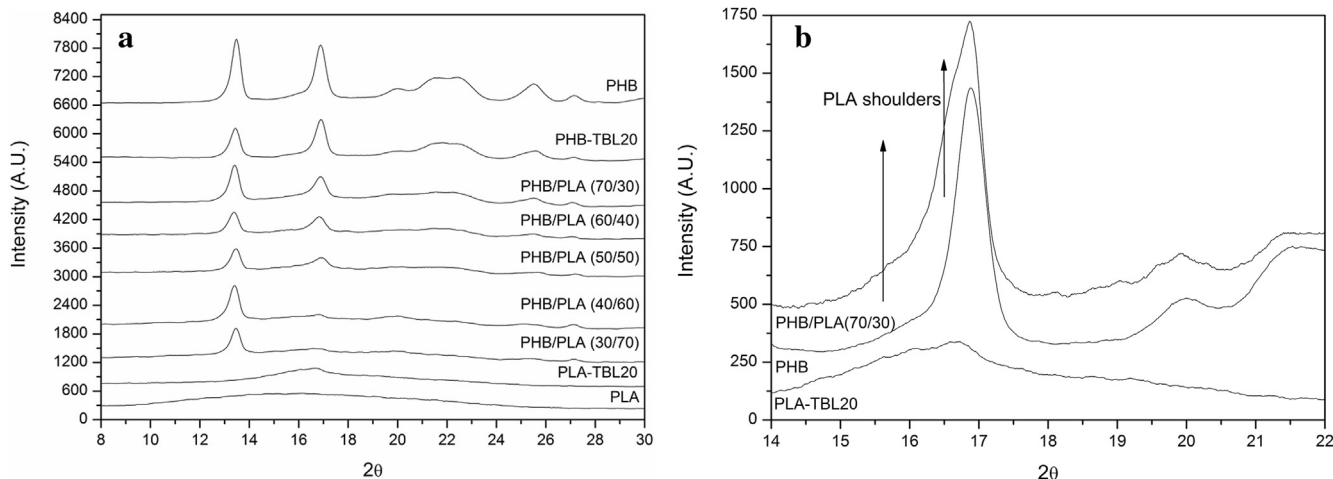 a
8400
7800
7200
6600
6000
5400
4800
4200
3600
3000
2400
1800
1200
600
0
Intensity (A.U.)
PHB
PHB-TBL20
PHB/PLA (70/30)
PHB/PLA (60/40)
PHB/PLA (50/50)
PHB/PLA (40/60)
PHB/PLA (30/70)
PLA-TBL20
PLA
8 10 12 14 16 18 20 22 24 26 28 30
2θ
b
1750
1500
1250
1000
750
500
250
0
Intensity (A.U.)
PLA shoulders
PHB/PLA(70/30)
PHB
PLA-TBL20
14 15 16 17 18 19 20 21 22
2θ